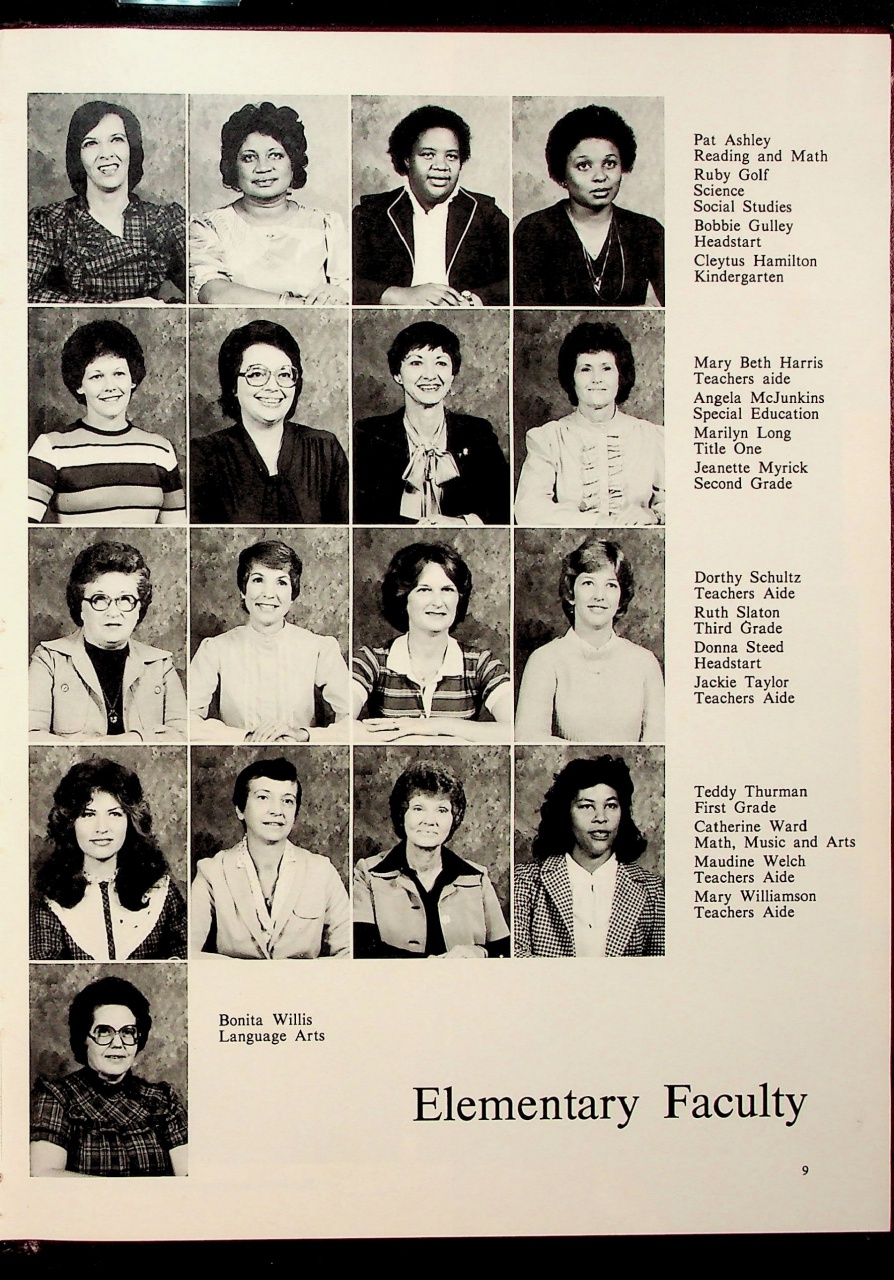 Pat Ashley
Reading and Math
Ruby Golf
Science
Social Studies
Bobbie Gulley
Headstart
Cleytus Hamilton
Kindergarten
Mary Beth Harris
Teachers aide
Angela McJunkins
Special Education
Marilyn Long
Title One
Jeanette Myrick
Second Grade
Dorthy Schultz
Teachers Aide
Ruth Slaton
Third Grade
Donna Steed
Headstart
Jackie Taylor
Teachers Aide
Teddy Thurman
First Grade
Catherine Ward
Math, Music and Arts
Maudine Welch
Teachers Aide
Mary Williamson
Teachers Aide
Bonita Willis
Language Arts
Elementary Faculty
9